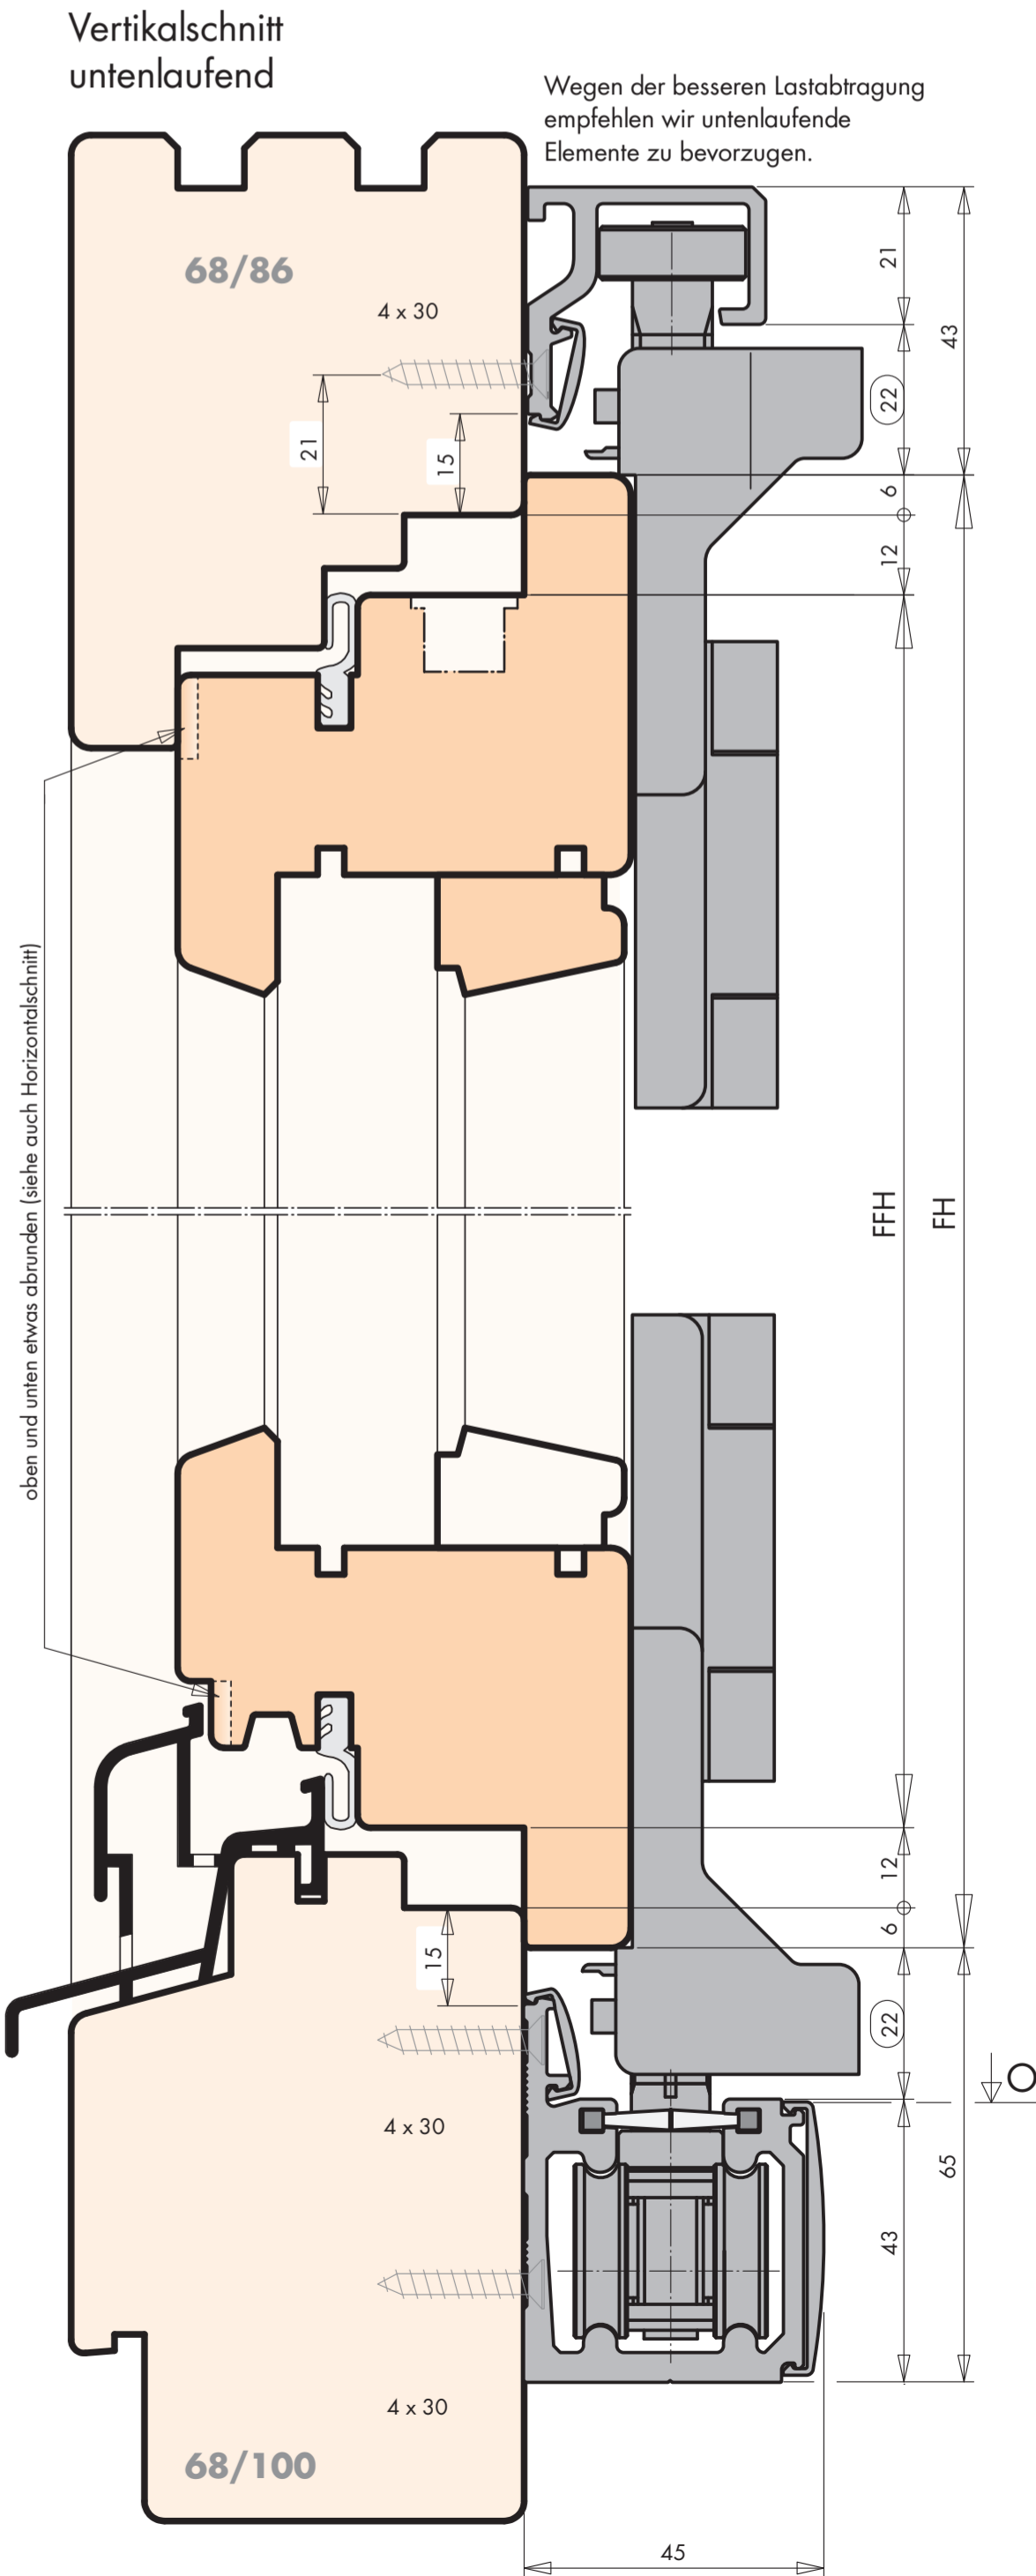 Vertikalschnitt
untenlaufend
Wegen der besseren Lastabtragung
empfehlen wir untenlaufende
Elemente zu bevorzugen.
68/86
4 x 30
21
15
21
43
22
6
12
oben und unten etwas abrunden (siehe auch Horizontalschnitt)
FFH
FH
12
6
15
22
O
4 x 30
65
43
4 x 30
68/100
45